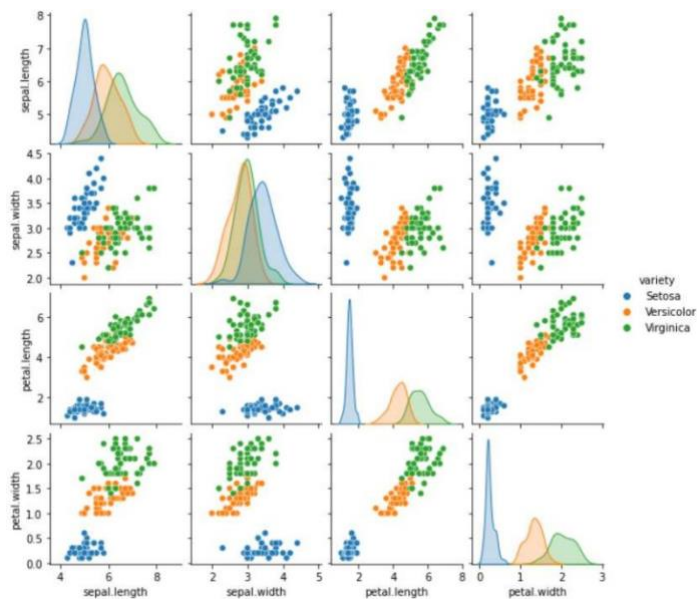 8
7
6
5
sepal.length
4.5
4.0
3.5
3.0
2.5
2.0
sepal.width
variety
Setosa
Versicolor
Virginica
6
4
2
petal.length
2.5
2.0
1.5
1.0
0.5
0.0
petal.width
4 6 8
2 3 4 5
0 2 4 6 8
0 1 2 3
sepal.length
sepal.width
petal.length
petal.width